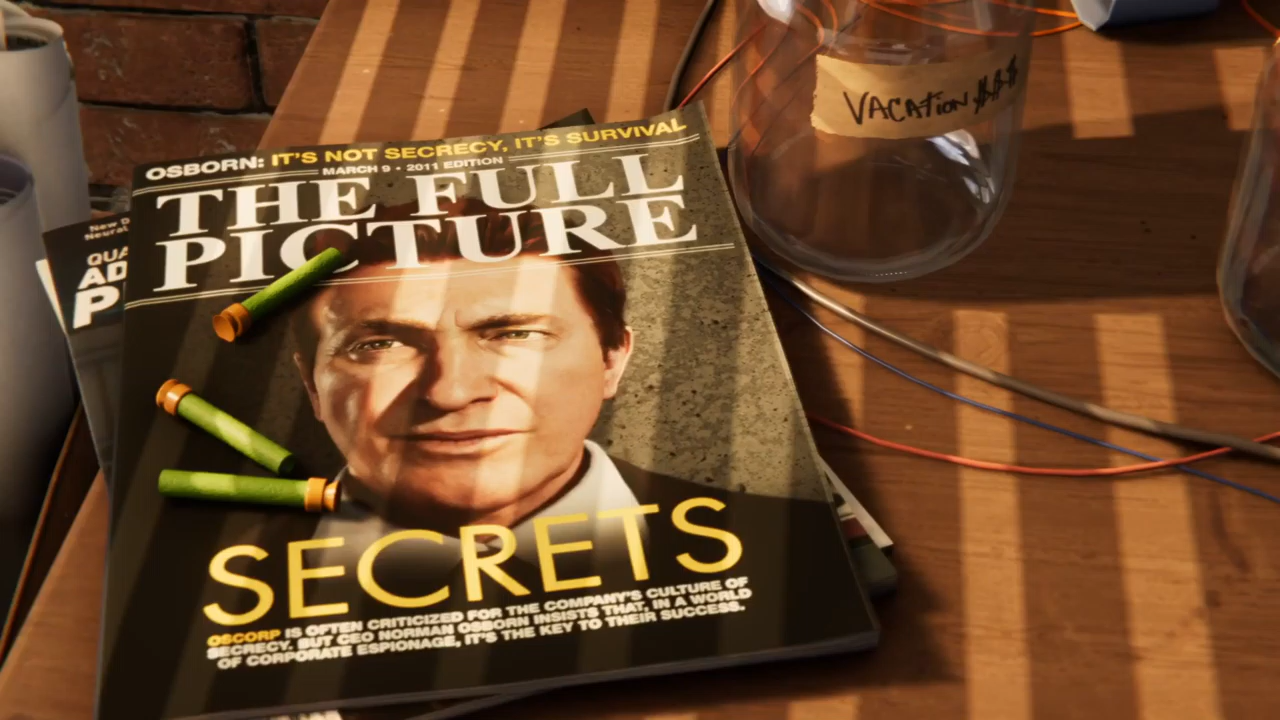 OSBORN: IT'S NOT SECRECY, IT'S SURVIVAL
MARCH 9 • 2011 EDITION
THE FULL
PICTURE
SECRETS
OSCORP IS OFTEN CRITICIZED FOR THE COMPANY'S CULTURE OF
SECRECY. BUT CEO NORMAN OSBORN INSISTS THAT, IN A WORLD
OF CORPORATE ESPIONAGE, IT'S THE KEY TO THEIR SUCCESS.
VACATION $$$
New